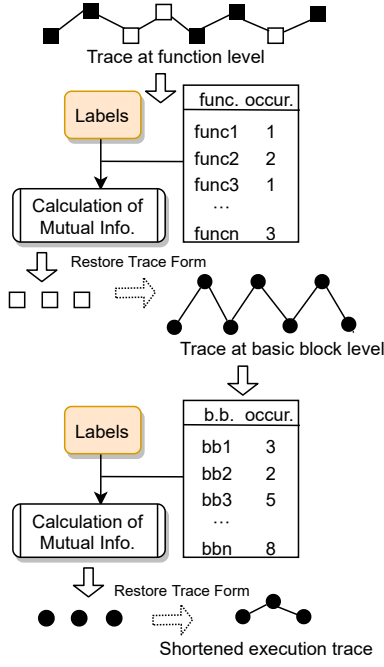 Trace at function level
Labels
func. occur.
func1 1
func2 2
func3 1
...
funcn 3
Calculation of
Mutual Info.
Restore Trace Form
Trace at basic block level
Labels
b.b. occur.
bb1 3
bb2 2
bb3 5
...
bbn 8
Calculation of
Mutual Info.
Restore Trace Form
Shortened execution trace